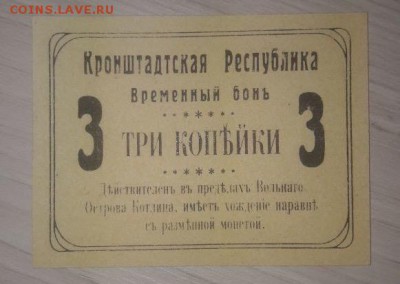 COINS.LAVE.RU
Кронштадтская Республика
Временный бонъ
3 ТРИ КОПѢЙКИ 3
Дѣйствителенъ въ предѣлахъ Вольнаго
Острова Котлина, имѣетъ хожденіе наравнѣ
съ размѣнной монетой.